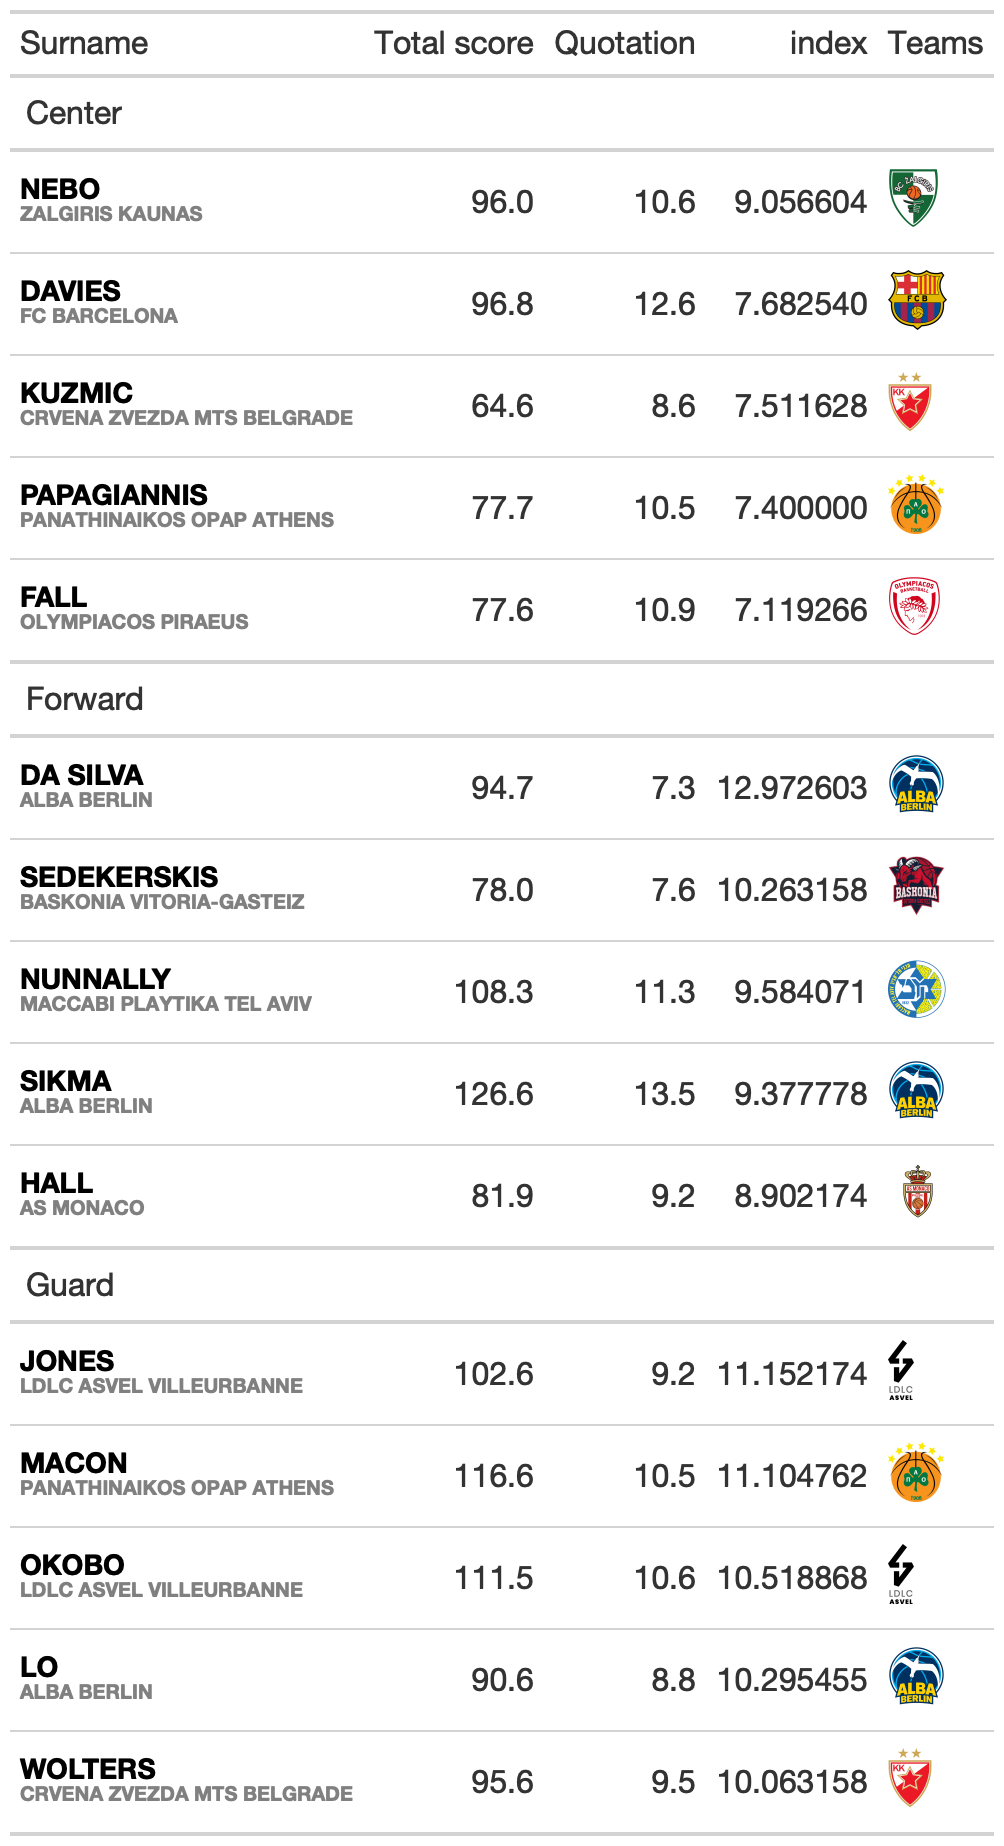 Surname Total score Quotation index Teams
Center
NEBO 96.0 10.6 9.056604
ZALGIRIS KAUNAS
DAVIES 96.8 12.6 7.682540
FC BARCELONA
FCB
KUZMIC 64.6 8.6 7.511628
CRVENA ZVEZDA MTS BELGRADE
KK
PAPAGIANNIS 77.7 10.5 7.400000
PANATHINAIKOS OPAP ATHENS
FALL 77.6 10.9 7.119266
OLYMPIACOS PIRAEUS
OLYMPIACOS
BASKETBALL
Forward
DA SILVA 94.7 7.3 12.972603
ALBA BERLIN
ALBA
BERLIN
SEDEKERSKIS 78.0 7.6 10.263158
BASKONIA VITORIA-GASTEIZ
BASKONIA
NUNNALLY 108.3 11.3 9.584071
MACCABI PLAYTIKA TEL AVIV
SIKMA 126.6 13.5 9.377778
ALBA BERLIN
ALBA
BERLIN
HALL 81.9 9.2 8.902174
AS MONACO
AS MONACO
Guard
JONES 102.6 9.2 11.152174
LDLC ASVEL VILLEURBANNE
LDLC
ASVEL
MACON 116.6 10.5 11.104762
PANATHINAIKOS OPAP ATHENS
OKOBO 111.5 10.6 10.518868
LDLC ASVEL VILLEURBANNE
LDLC
ASVEL
LO 90.6 8.8 10.295455
ALBA BERLIN
ALBA
BERLIN
WOLTERS 95.6 9.5 10.063158
CRVENA ZVEZDA MTS BELGRADE
KK